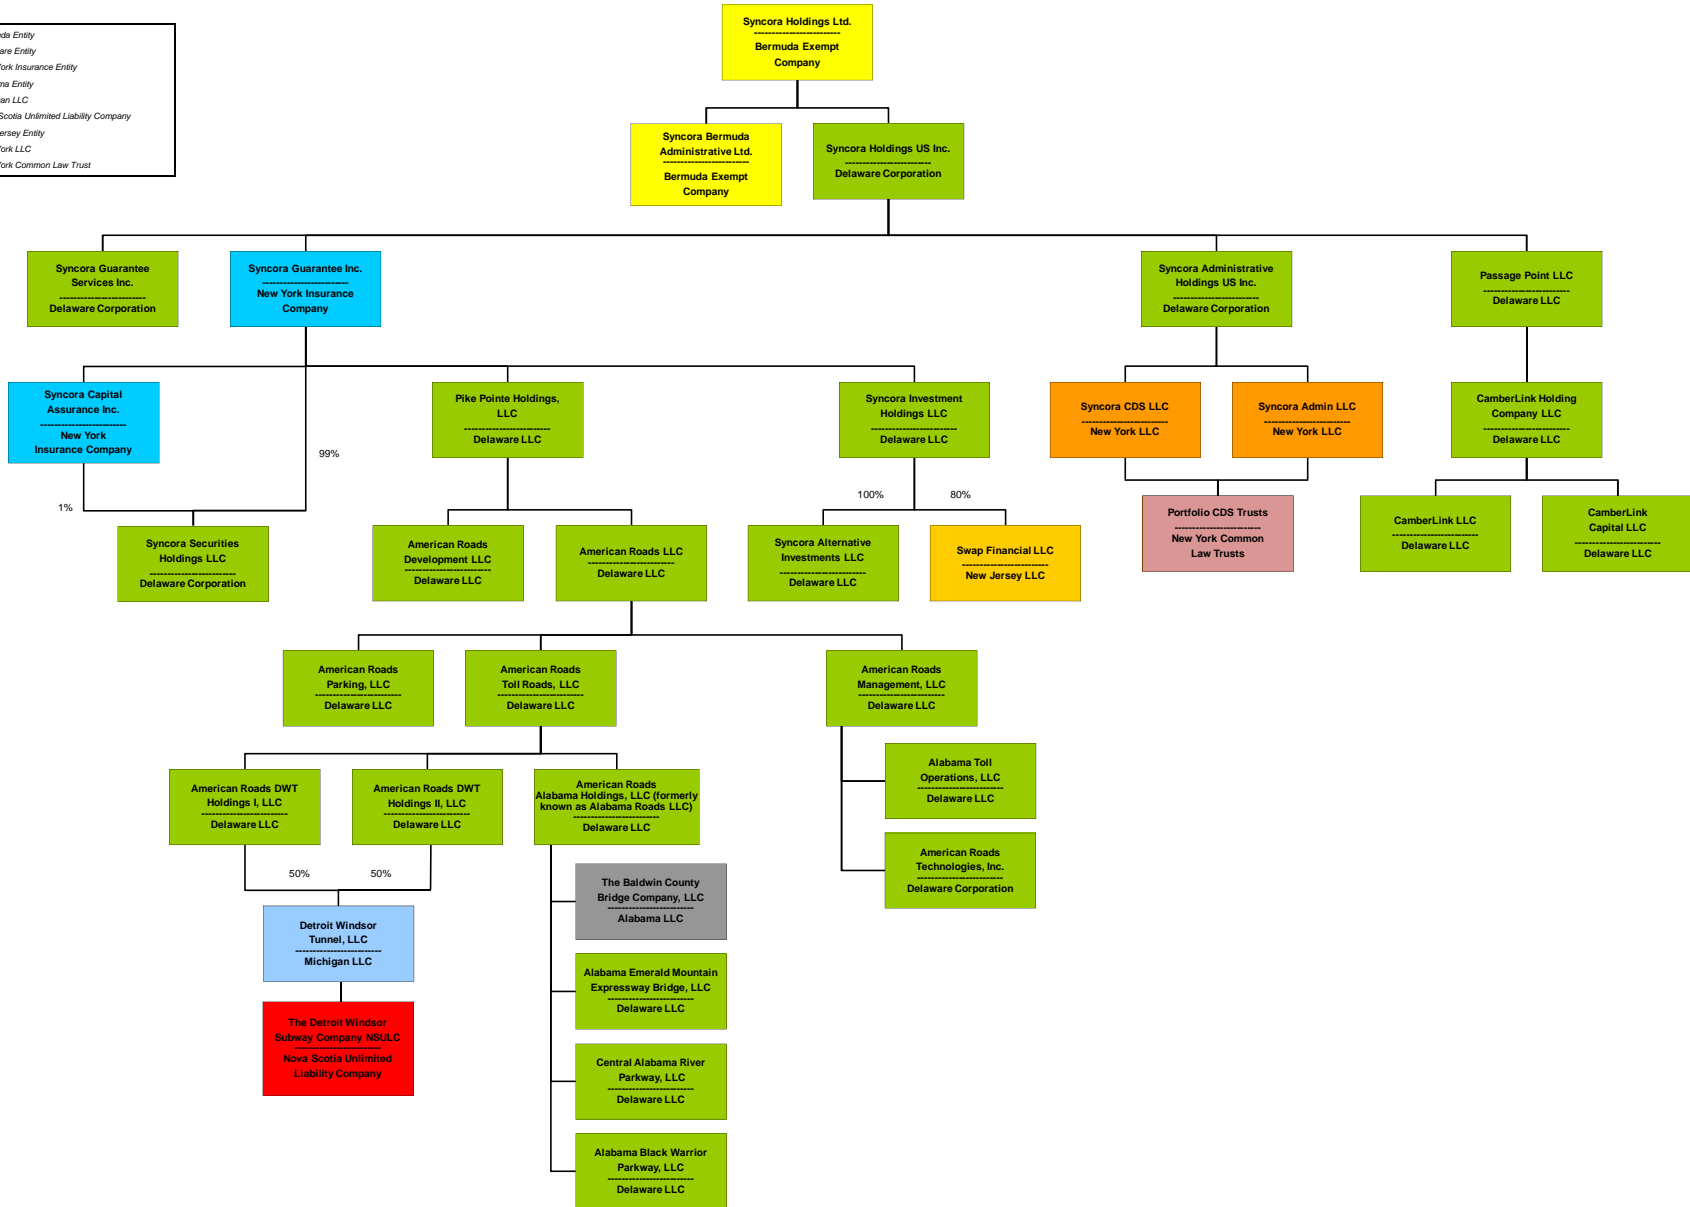 Syncora Holdings Ltd.
-------------------------
Bermuda Exempt
Company
Entity
Entity
Insurance Entity
Entity
LLC
Scotia Unlimited Liability Company
Entity
LLC
Common Law Trust
Syncora Bermuda
Administrative Ltd.
-------------------------
Bermuda Exempt
Company
Syncora Holdings US Inc.
-------------------------
Delaware Corporation
Syncora Guarantee
Services Inc.
-------------------------
Delaware Corporation
Syncora Guarantee Inc.
-------------------------
New York Insurance
Company
Syncora Administrative
Holdings US Inc.
-------------------------
Delaware Corporation
Passage Point LLC
-------------------------
Delaware LLC
Syncora Capital
Assurance Inc.
-------------------------
New York
Insurance Company
Pike Pointe Holdings,
LLC
-------------------------
Delaware LLC
Syncora Investment
Holdings LLC
-------------------------
Delaware LLC
Syncora CDS LLC
-------------------------
New York LLC
Syncora Admin LLC
-------------------------
New York LLC
CamberLink Holding
Company LLC
-------------------------
Delaware LLC
99%
1%
100%
80%
Syncora Securities
Holdings LLC
-------------------------
Delaware Corporation
American Roads
Development LLC
-------------------------
Delaware LLC
American Roads LLC
-------------------------
Delaware LLC
Syncora Alternative
Investments LLC
-------------------------
Delaware LLC
Swap Financial LLC
-------------------------
New Jersey LLC
Portfolio CDS Trusts
-------------------------
New York Common
Law Trusts
CamberLink LLC
-------------------------
Delaware LLC
CamberLink
Capital LLC
-------------------------
Delaware LLC
American Roads
Parking, LLC
-------------------------
Delaware LLC
American Roads
Toll Roads, LLC
-------------------------
Delaware LLC
American Roads
Management, LLC
-------------------------
Delaware LLC
American Roads DWT
Holdings I, LLC
-------------------------
Delaware LLC
American Roads DWT
Holdings II, LLC
-------------------------
Delaware LLC
American Roads
Alabama Holdings, LLC (formerly
known as Alabama Roads LLC)
-------------------------
Delaware LLC
Alabama Toll
Operations, LLC
-------------------------
Delaware LLC
American Roads
Technologies, Inc.
-------------------------
Delaware Corporation
50%
50%
Detroit Windsor
Tunnel, LLC
-------------------------
Michigan LLC
The Detroit Windsor
Subway Company NSULC
-------------------------
Nova Scotia Unlimited
Liability Company
The Baldwin County
Bridge Company, LLC
-------------------------
Alabama LLC
Alabama Emerald Mountain
Expressway Bridge, LLC
-------------------------
Delaware LLC
Central Alabama River
Parkway, LLC
-------------------------
Delaware LLC
Alabama Black Warrior
Parkway, LLC
-------------------------
Delaware LLC